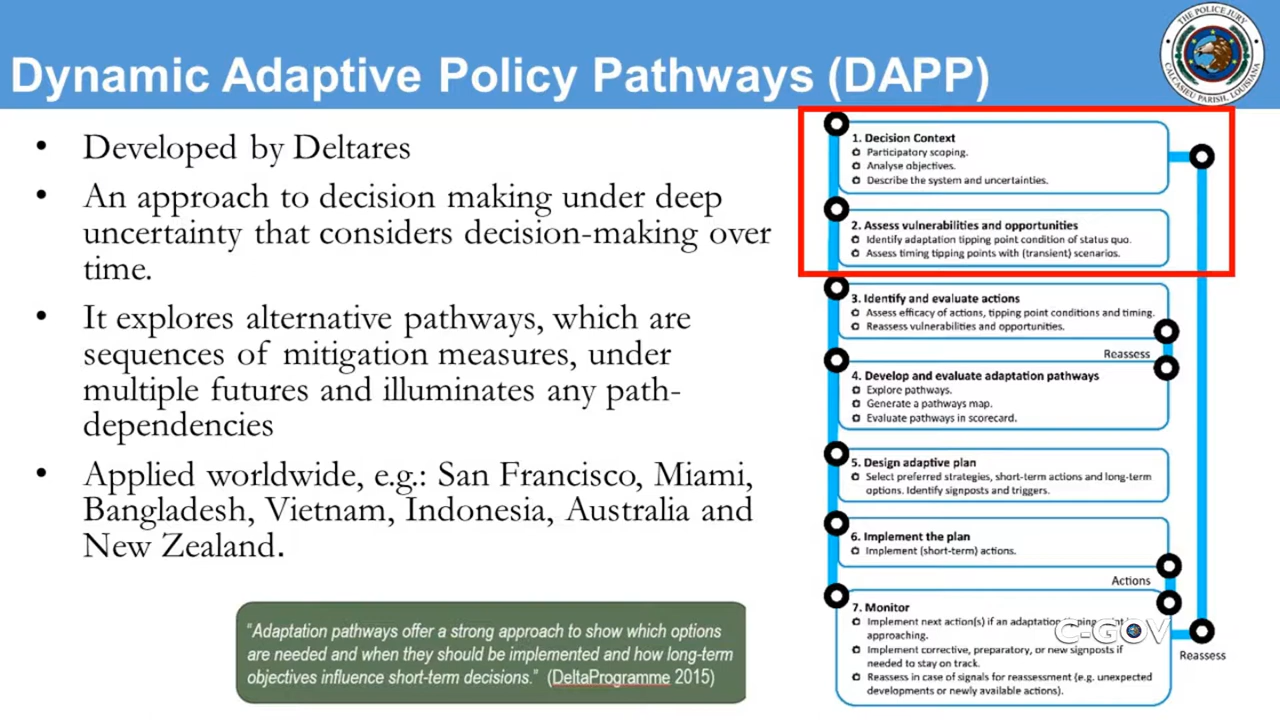 Dynamic Adaptive Policy Pathways (DAPP)
THE POLICE JURY
CALCASIEU PARISH, LOUISIANA
• Developed by Deltares
• An approach to decision making under deep
uncertainty that considers decision-making over
time.
• It explores alternative pathways, which are
sequences of mitigation measures, under
multiple futures and illuminates any path-
dependencies
• Applied worldwide, e.g.: San Francisco, Miami,
Bangladesh, Vietnam, Indonesia, Australia and
New Zealand.
"Adaptation pathways offer a strong approach to show which options
are needed and when they should be implemented and how long-term
objectives influence short-term decisions." (DeltaProgramme 2015)
1. Decision Context
Participatory scoping.
Analyse objectives.
Describe the system and uncertainties.
2. Assess vulnerabilities and opportunities
Identify adaptation tipping point condition of status quo.
Assess timing tipping points with (transient) scenarios.
3. Identify and evaluate actions
Assess efficacy of actions, tipping point conditions and timing.
Reassess vulnerabilities and opportunities.
Reassess
4. Develop and evaluate adaptation pathways
Explore pathways.
Generate a pathways map.
Evaluate pathways in scorecard.
5. Design adaptive plan
Select preferred strategies, short-term actions and long-term
options. Identify signposts and triggers.
6. Implement the plan
Implement (short-term) actions.
Actions
7. Monitor
Implement next action(s) if an adaptation
approaching.
Implement corrective, preparatory, or new signposts if
needed to stay on track.
Reassess in case of signals for reassessment (e.g. unexpected
developments or newly available actions).
Reassess
C-GOV